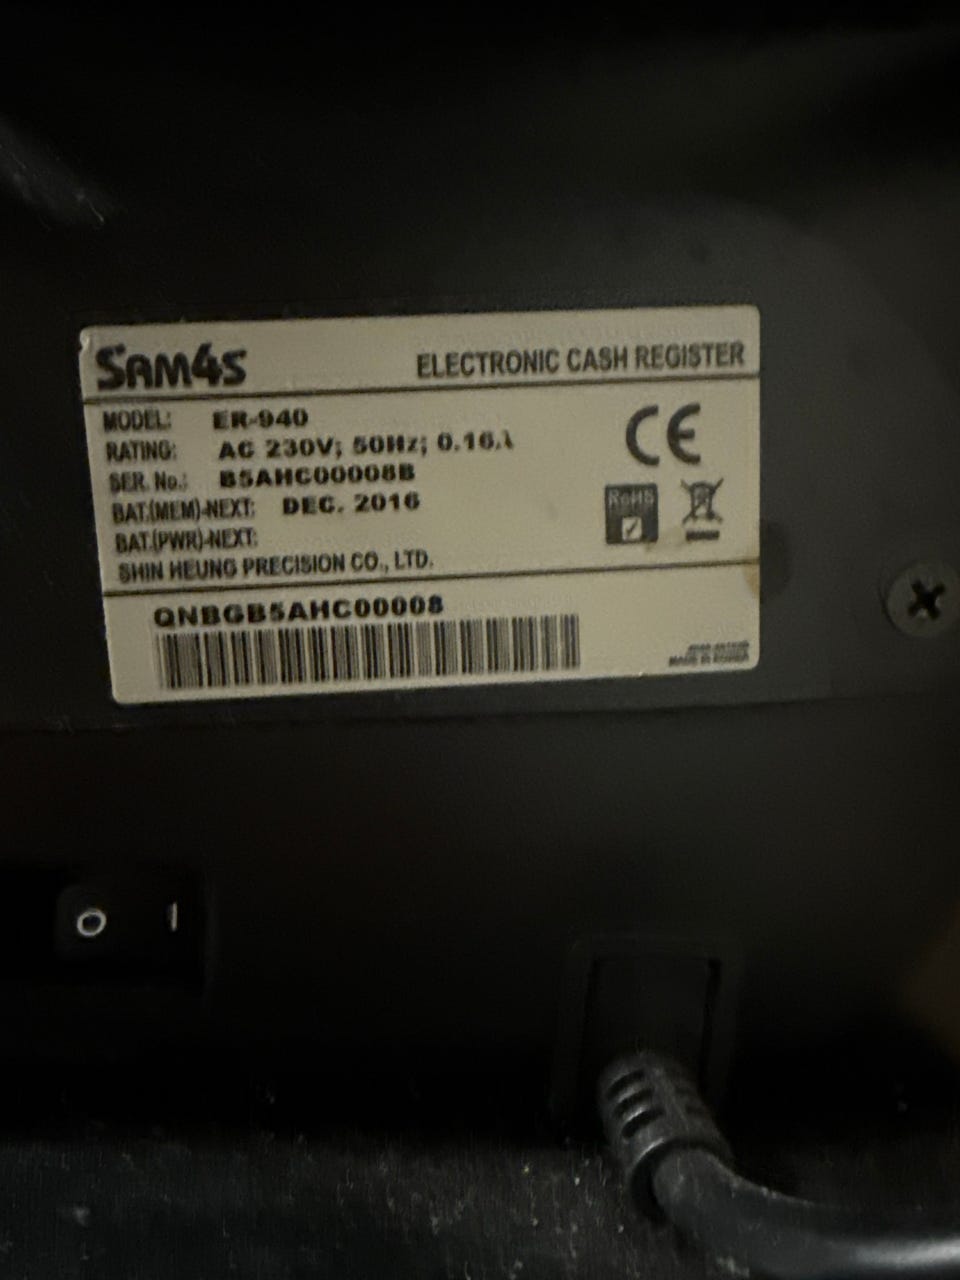 SAM4S
ELECTRONIC CASH REGISTER
MODEL: ER-940
RATING: AC 230V; 50Hz; 0.16A
SER. No.: B5AHC00008B
BAT.(MEM)-NEXT: DEC. 2016
BAT.(PWR)-NEXT:
SHIN HEUNG PRECISION CO., LTD.
CE
RoHS
QNBGB5AHC00008
MADE IN KOREA
O I